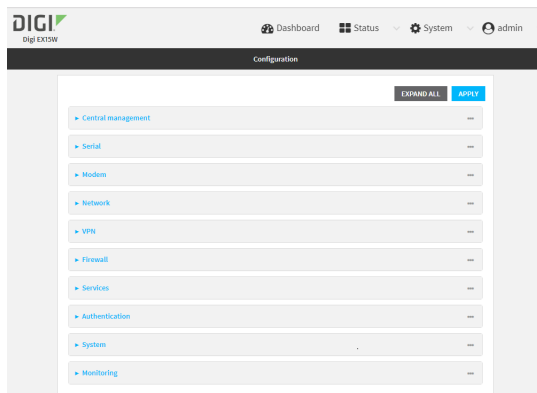 DIGI
Digi EX15W
Dashboard Status System admin
Configuration
EXPAND ALL APPLY
Central management
Serial
Modem
Network
VPN
Firewall
Services
Authentication
System
Monitoring